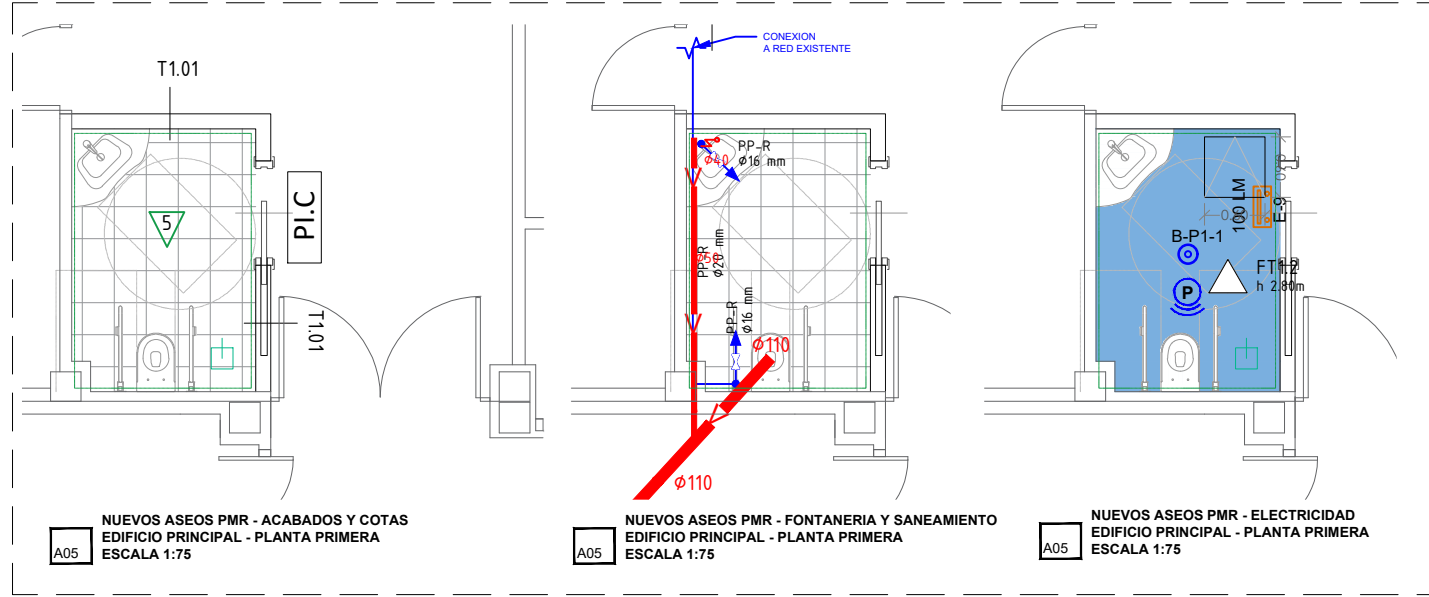 T1.01
PI.C
5
T1.01
A05
NUEVOS ASEOS PMR - ACABADOS Y COTAS
EDIFICIO PRINCIPAL - PLANTA PRIMERA
ESCALA 1:75
CONEXION
A RED EXISTENTE
PP-R
Ø16 mm
Ø40
PP-R
Ø20 mm
Ø50
PP-R
Ø16 mm
Ø110
Ø110
A05
NUEVOS ASEOS PMR - FONTANERIA Y SANEAMIENTO
EDIFICIO PRINCIPAL - PLANTA PRIMERA
ESCALA 1:75
100 LM
E-9
B-P1-1
P
FT1.2
h 2.80m
A05
NUEVOS ASEOS PMR - ELECTRICIDAD
EDIFICIO PRINCIPAL - PLANTA PRIMERA
ESCALA 1:75